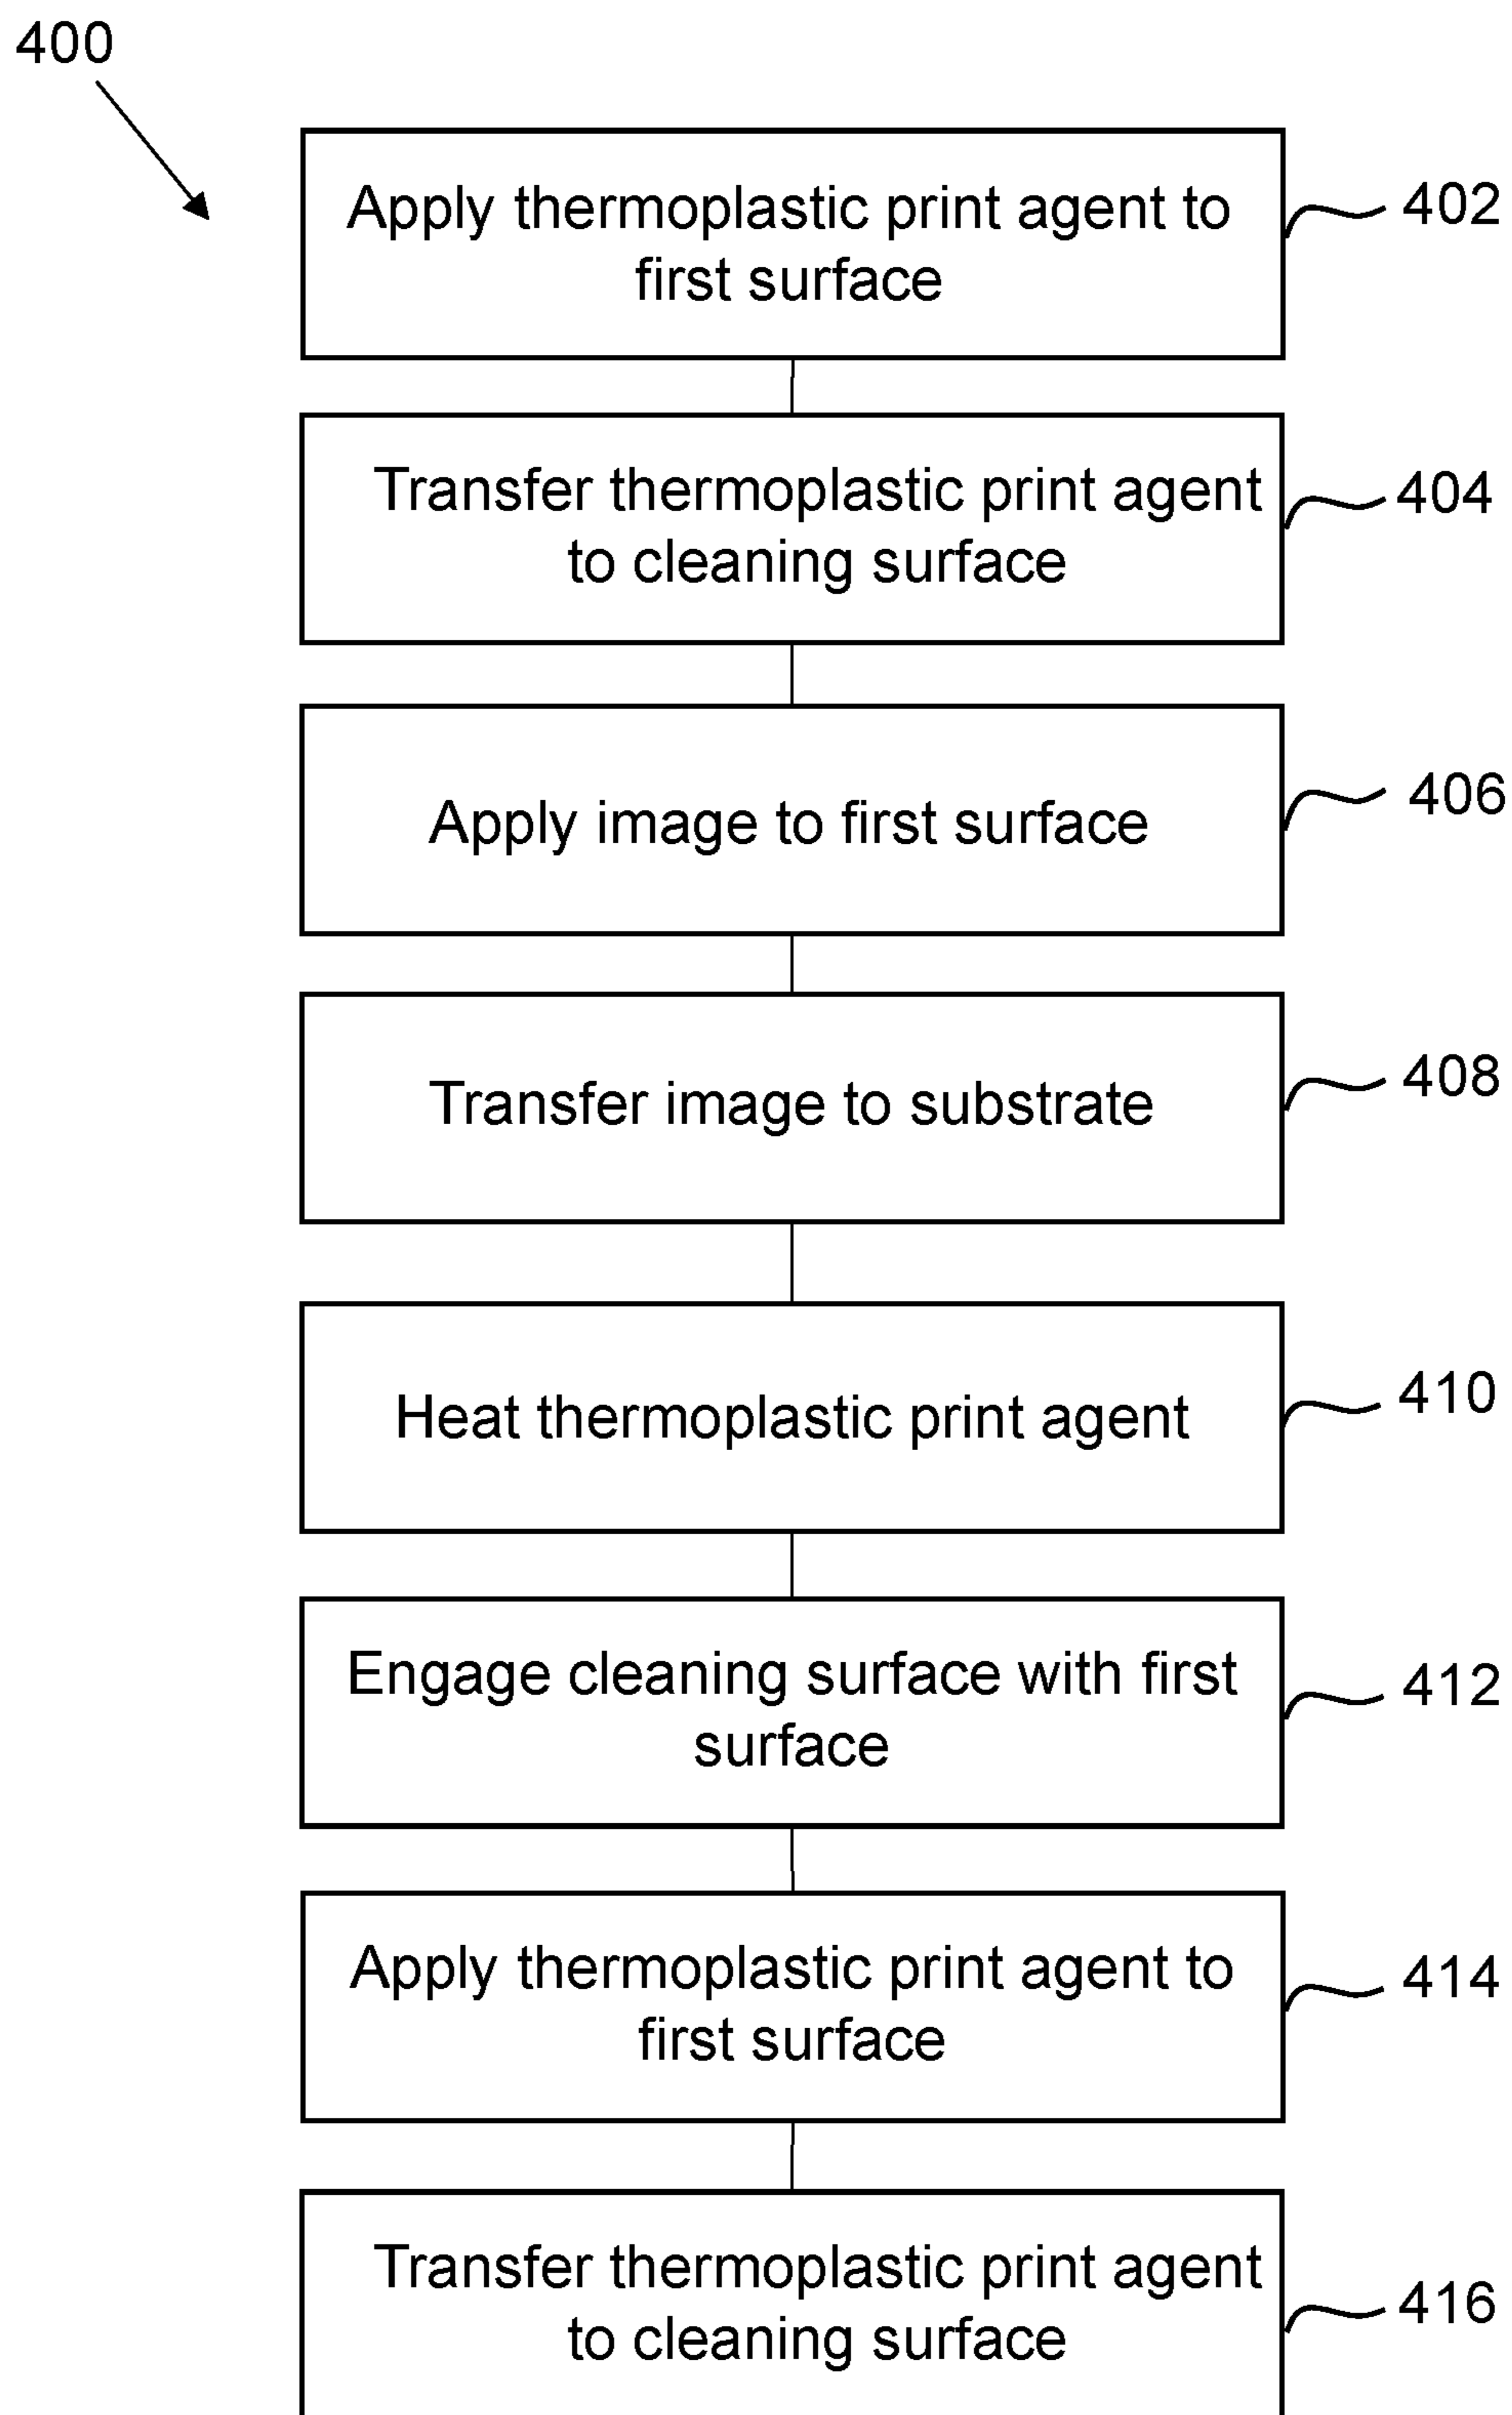 400
Apply thermoplastic print agent to
first surface
402
Transfer thermoplastic print agent
to cleaning surface
404
Apply image to first surface
406
Transfer image to substrate
408
Heat thermoplastic print agent
410
Engage cleaning surface with first
surface
412
Apply thermoplastic print agent to
first surface
414
Transfer thermoplastic print agent
to cleaning surface
416